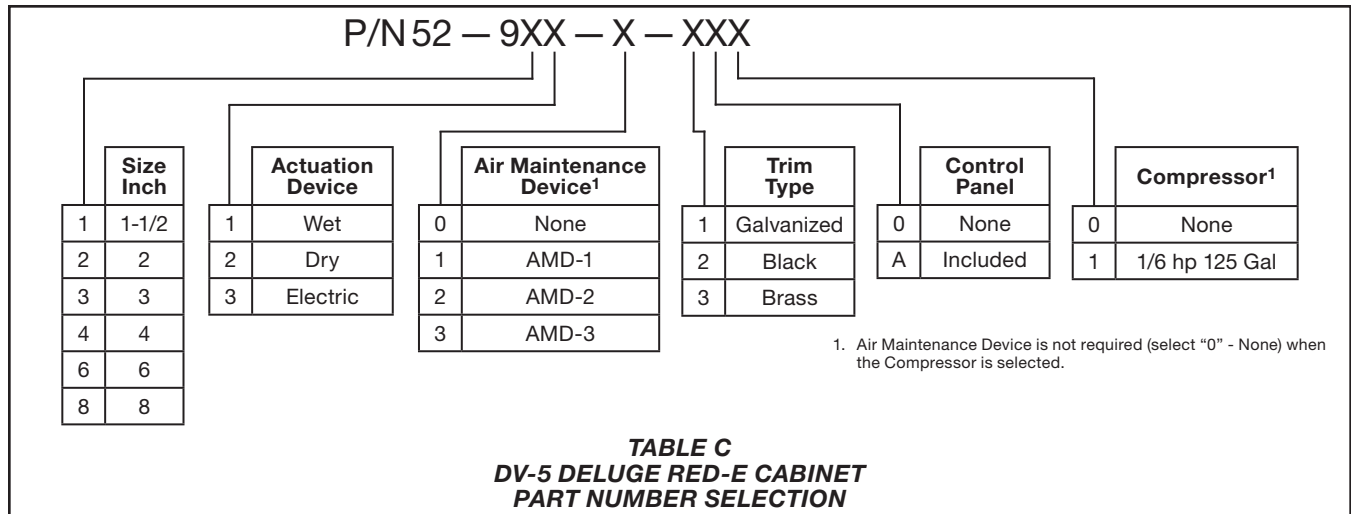 P/N 52 — 9XX — X — XXX
Size
Inch
1 1-1/2
2 2
3 3
4 4
6 6
8 8
Actuation
Device
1 Wet
2 Dry
3 Electric
Air Maintenance
Device1
0 None
1 AMD-1
2 AMD-2
3 AMD-3
Trim
Type
1 Galvanized
2 Black
3 Brass
Control
Panel
0 None
A Included
Compressor1
0 None
1 1/6 hp 125 Gal
1. Air Maintenance Device is not required (select “0” - None) when
the Compressor is selected.
TABLE C
DV-5 DELUGE RED-E CABINET
PART NUMBER SELECTION